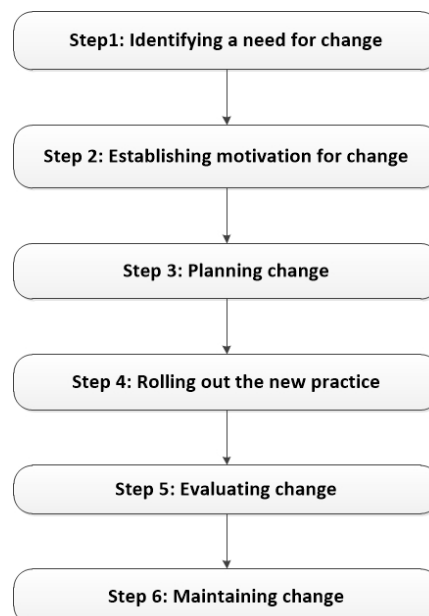 Step1: Identifying a need for change
Step 2: Establishing motivation for change
Step 3: Planning change
Step 4: Rolling out the new practice
Step 5: Evaluating change
Step 6: Maintaining change